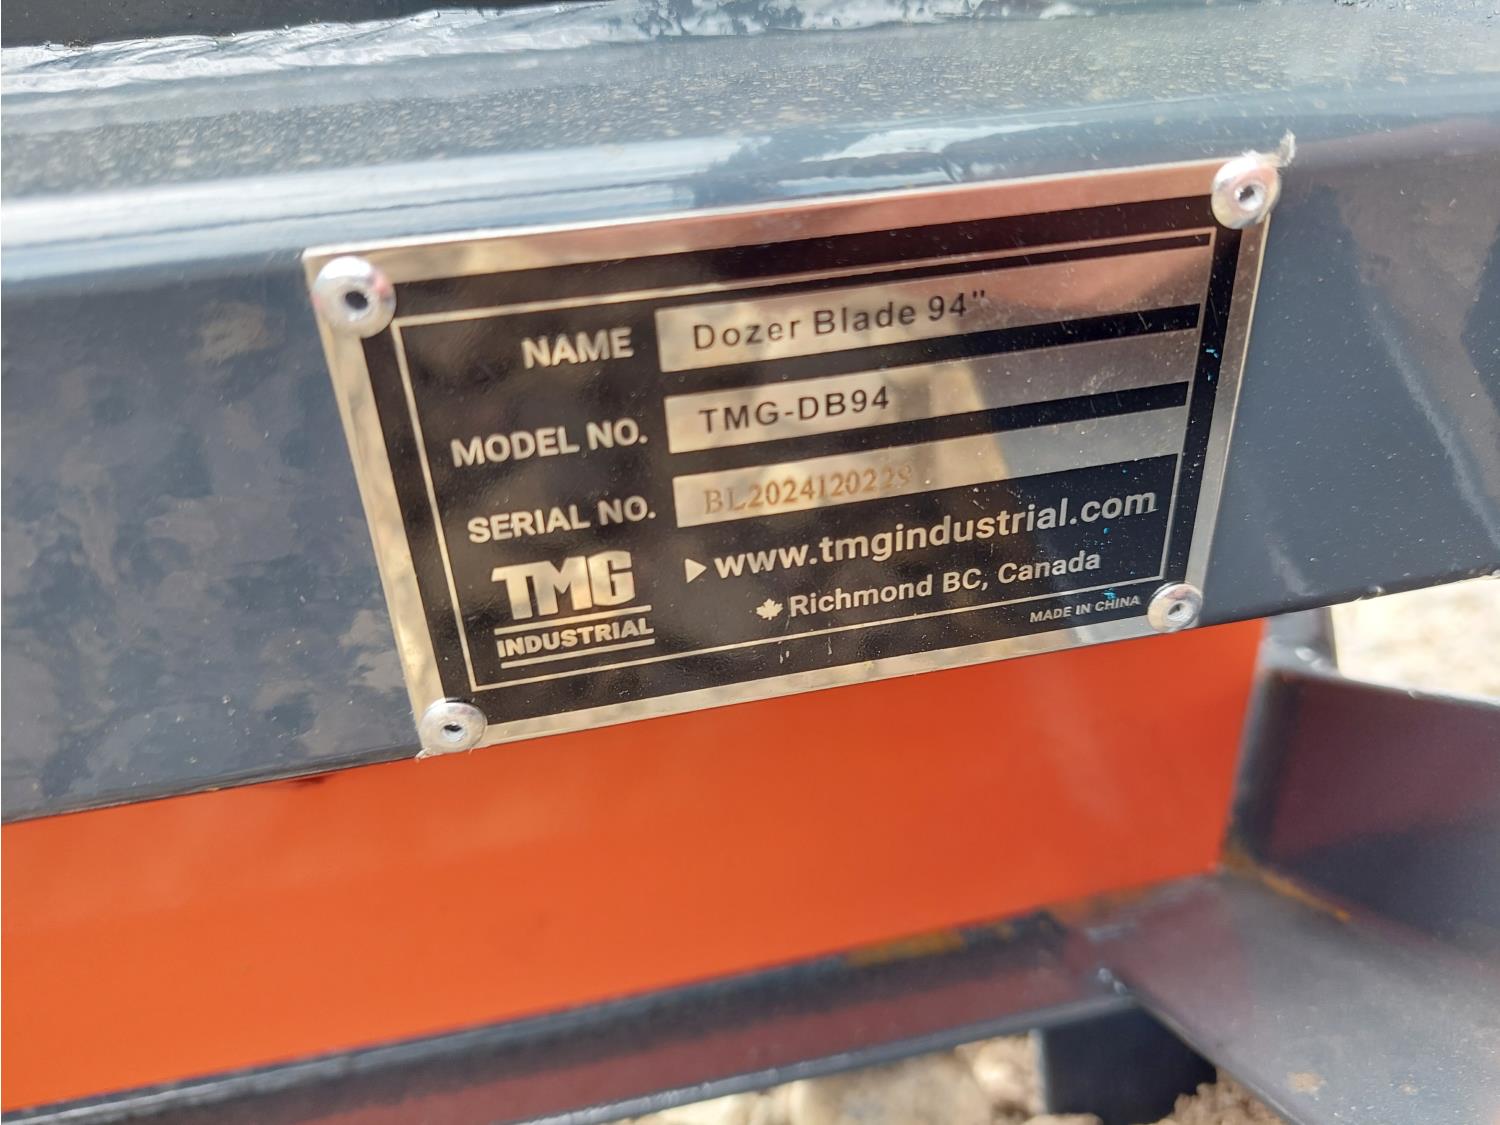 NAME Dozer Blade 94"
MODEL NO. TMG-DB94
SERIAL NO. BL20241202229
TMG
INDUSTRIAL
www.tmgindustrial.com
Richmond BC, Canada
MADE IN CHINA